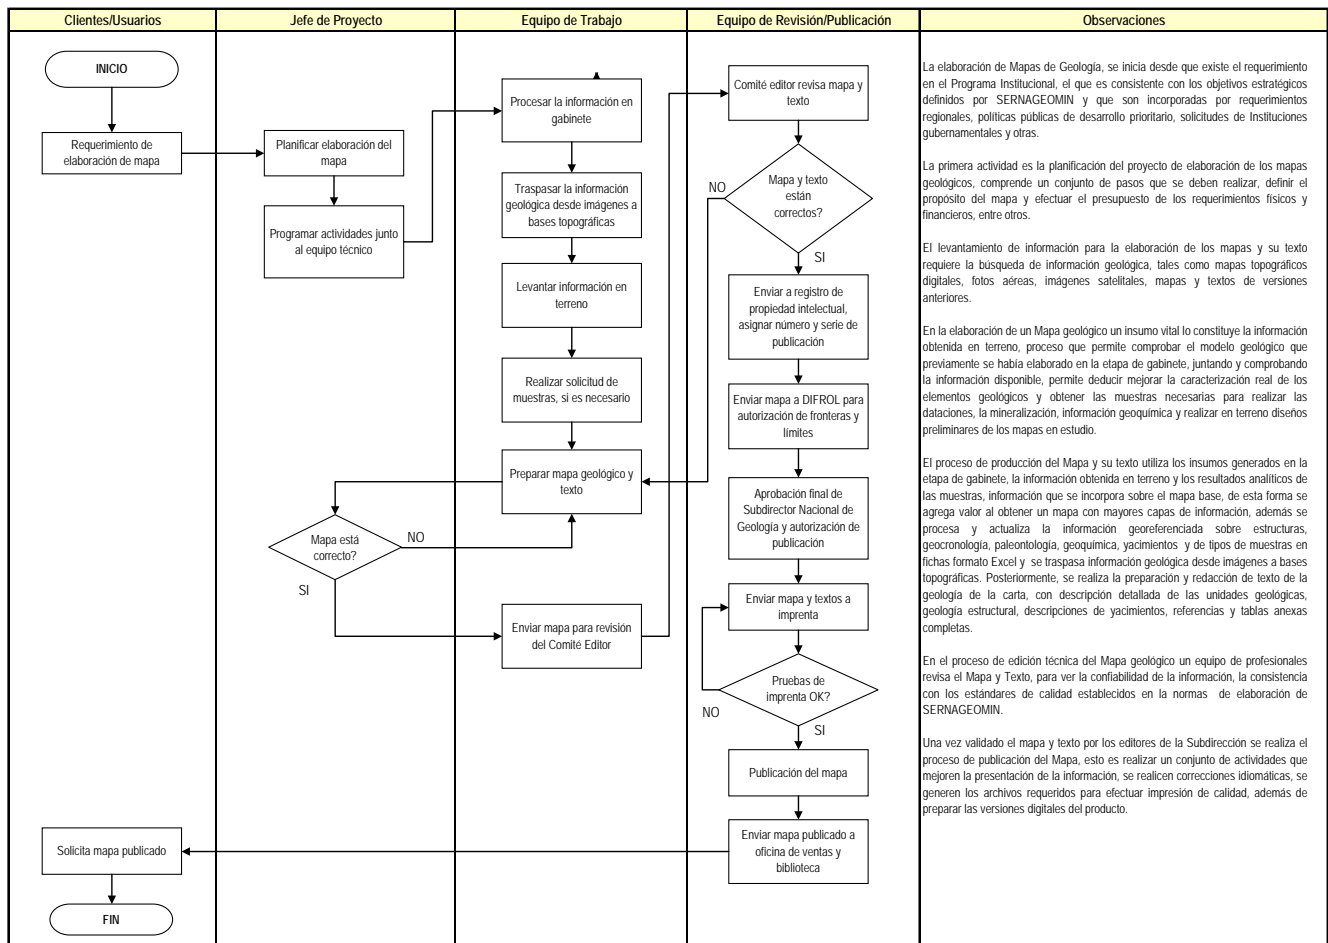 Clientes/Usuarios
Jefe de Proyecto
Equipo de Trabajo
Equipo de Revisión/Publicación
Observaciones
INICIO
Requerimiento de
elaboración de mapa
Planificar elaboración del
mapa
Programar actividades junto
al equipo técnico
Procesar la información en
gabinete
Traspasar la información
geológica desde imágenes a
bases topográficas
Levantar información en
terreno
Realizar solicitud de
muestras, si es necesario
Preparar mapa geológico y
texto
Mapa está
correcto?
NO
SI
Enviar mapa para revisión
del Comité Editor
Comité editor revisa mapa y
texto
Mapa y texto
están
correctos?
NO
SI
Enviar a registro de
propiedad intelectual,
asignar número y serie de
publicación
Enviar mapa a DIFROL para
autorización de fronteras y
límites
Aprobación final de
Subdirector Nacional de
Geología y autorización de
publicación
Enviar mapa y textos a
imprenta
Pruebas de
imprenta OK?
NO
SI
Publicación del mapa
Enviar mapa publicado a
oficina de ventas y
biblioteca
Solicita mapa publicado
FIN
La elaboración de Mapas de Geología, se inicia desde que existe el requerimiento
en el Programa Institucional, el que es consistente con los objetivos estratégicos
definidos por SERNAGEOMIN y que son incorporadas por requerimientos
regionales, políticas públicas de desarrollo prioritario, solicitudes de Instituciones
gubernamentales y otras.
La primera actividad es la planificación del proyecto de elaboración de los mapas
geológicos, comprende un conjunto de pasos que se deben realizar, definir el
propósito del mapa y efectuar el presupuesto de los requerimientos físicos y
financieros, entre otros.
El levantamiento de información para la elaboración de los mapas y su texto
requiere la búsqueda de información geológica, tales como mapas topográficos
digitales, fotos aéreas, imágenes satelitales, mapas y textos de versiones
anteriores.
En la elaboración de un Mapa geológico un insumo vital lo constituye la información
obtenida en terreno, proceso que permite comprobar el modelo geológico que
previamente se había elaborado en la etapa de gabinete, juntando y comprobando
la información disponible, permite deducir mejorar la caracterización real de los
elementos geológicos y obtener las muestras necesarias para realizar las
dataciones, la mineralización, información geoquímica y realizar en terreno diseños
preliminares de los mapas en estudio.
El proceso de producción del Mapa y su texto utiliza los insumos generados en la
etapa de gabinete, la información obtenida en terreno y los resultados analíticos de
las muestras, información que se incorpora sobre el mapa base, de esta forma se
agrega valor al obtener un mapa con mayores capas de información, además se
procesa y actualiza la información georeferenciada sobre estructuras,
geocronología, paleontología, geoquímica, yacimientos y de tipos de muestras en
fichas formato Excel y se traspasa información geológica desde imágenes a bases
topográficas. Posteriormente, se realiza la preparación y redacción de texto de la
geología de la carta, con descripción detallada de las unidades geológicas,
geología estructural, descripciones de yacimientos, referencias y tablas anexas
completas.
En el proceso de edición técnica del Mapa geológico un equipo de profesionales
revisa el Mapa y Texto, para ver la confiabilidad de la información, la consistencia
con los estándares de calidad establecidos en la normas de elaboración de
SERNAGEOMIN.
Una vez validado el mapa y texto por los editores de la Subdirección se realiza el
proceso de publicación del Mapa, esto es realizar un conjunto de actividades que
mejoren la presentación de la información, se realicen correcciones idiomáticas, se
generen los archivos requeridos para efectuar impresión de calidad, además de
preparar las versiones digitales del producto.